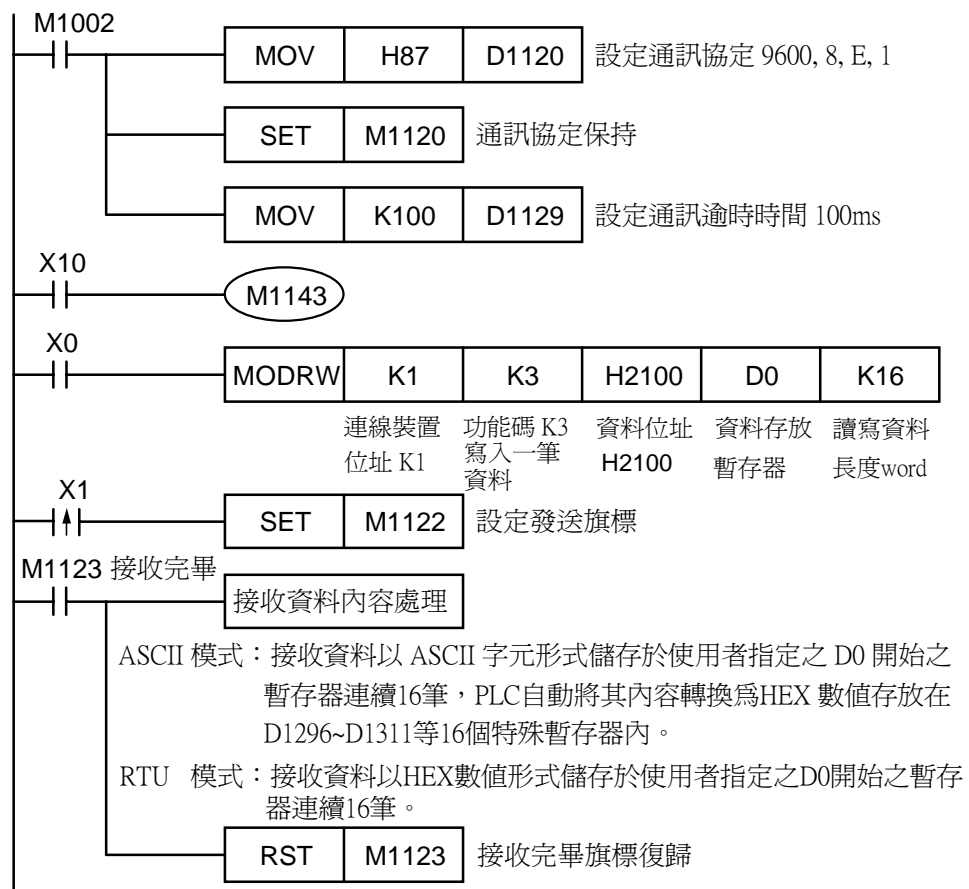 M1002
MOV H87 D1120 設定通訊協定 9600, 8, E, 1
SET M1120 通訊協定保持
MOV K100 D1129 設定通訊逾時時間 100ms
X10
M1143
X0
MODRW K1 K3 H2100 D0 K16
連線裝置 功能碼 K3 資料位址 資料存放 讀寫資料
位址 K1 寫入一筆 H2100 暫存器 長度word
資料
X1
SET M1122 設定發送旗標
M1123 接收完畢
接收資料內容處理
ASCII 模式：接收資料以 ASCII 字元形式儲存於使用者指定之 D0 開始之
暫存器連續16筆，PLC自動將其內容轉換為HEX 數值存放在
D1296~D1311等16個特殊暫存器內。
RTU 模式：接收資料以HEX數值形式儲存於使用者指定之D0開始之暫存
器連續16筆。
RST M1123 接收完畢旗標復歸